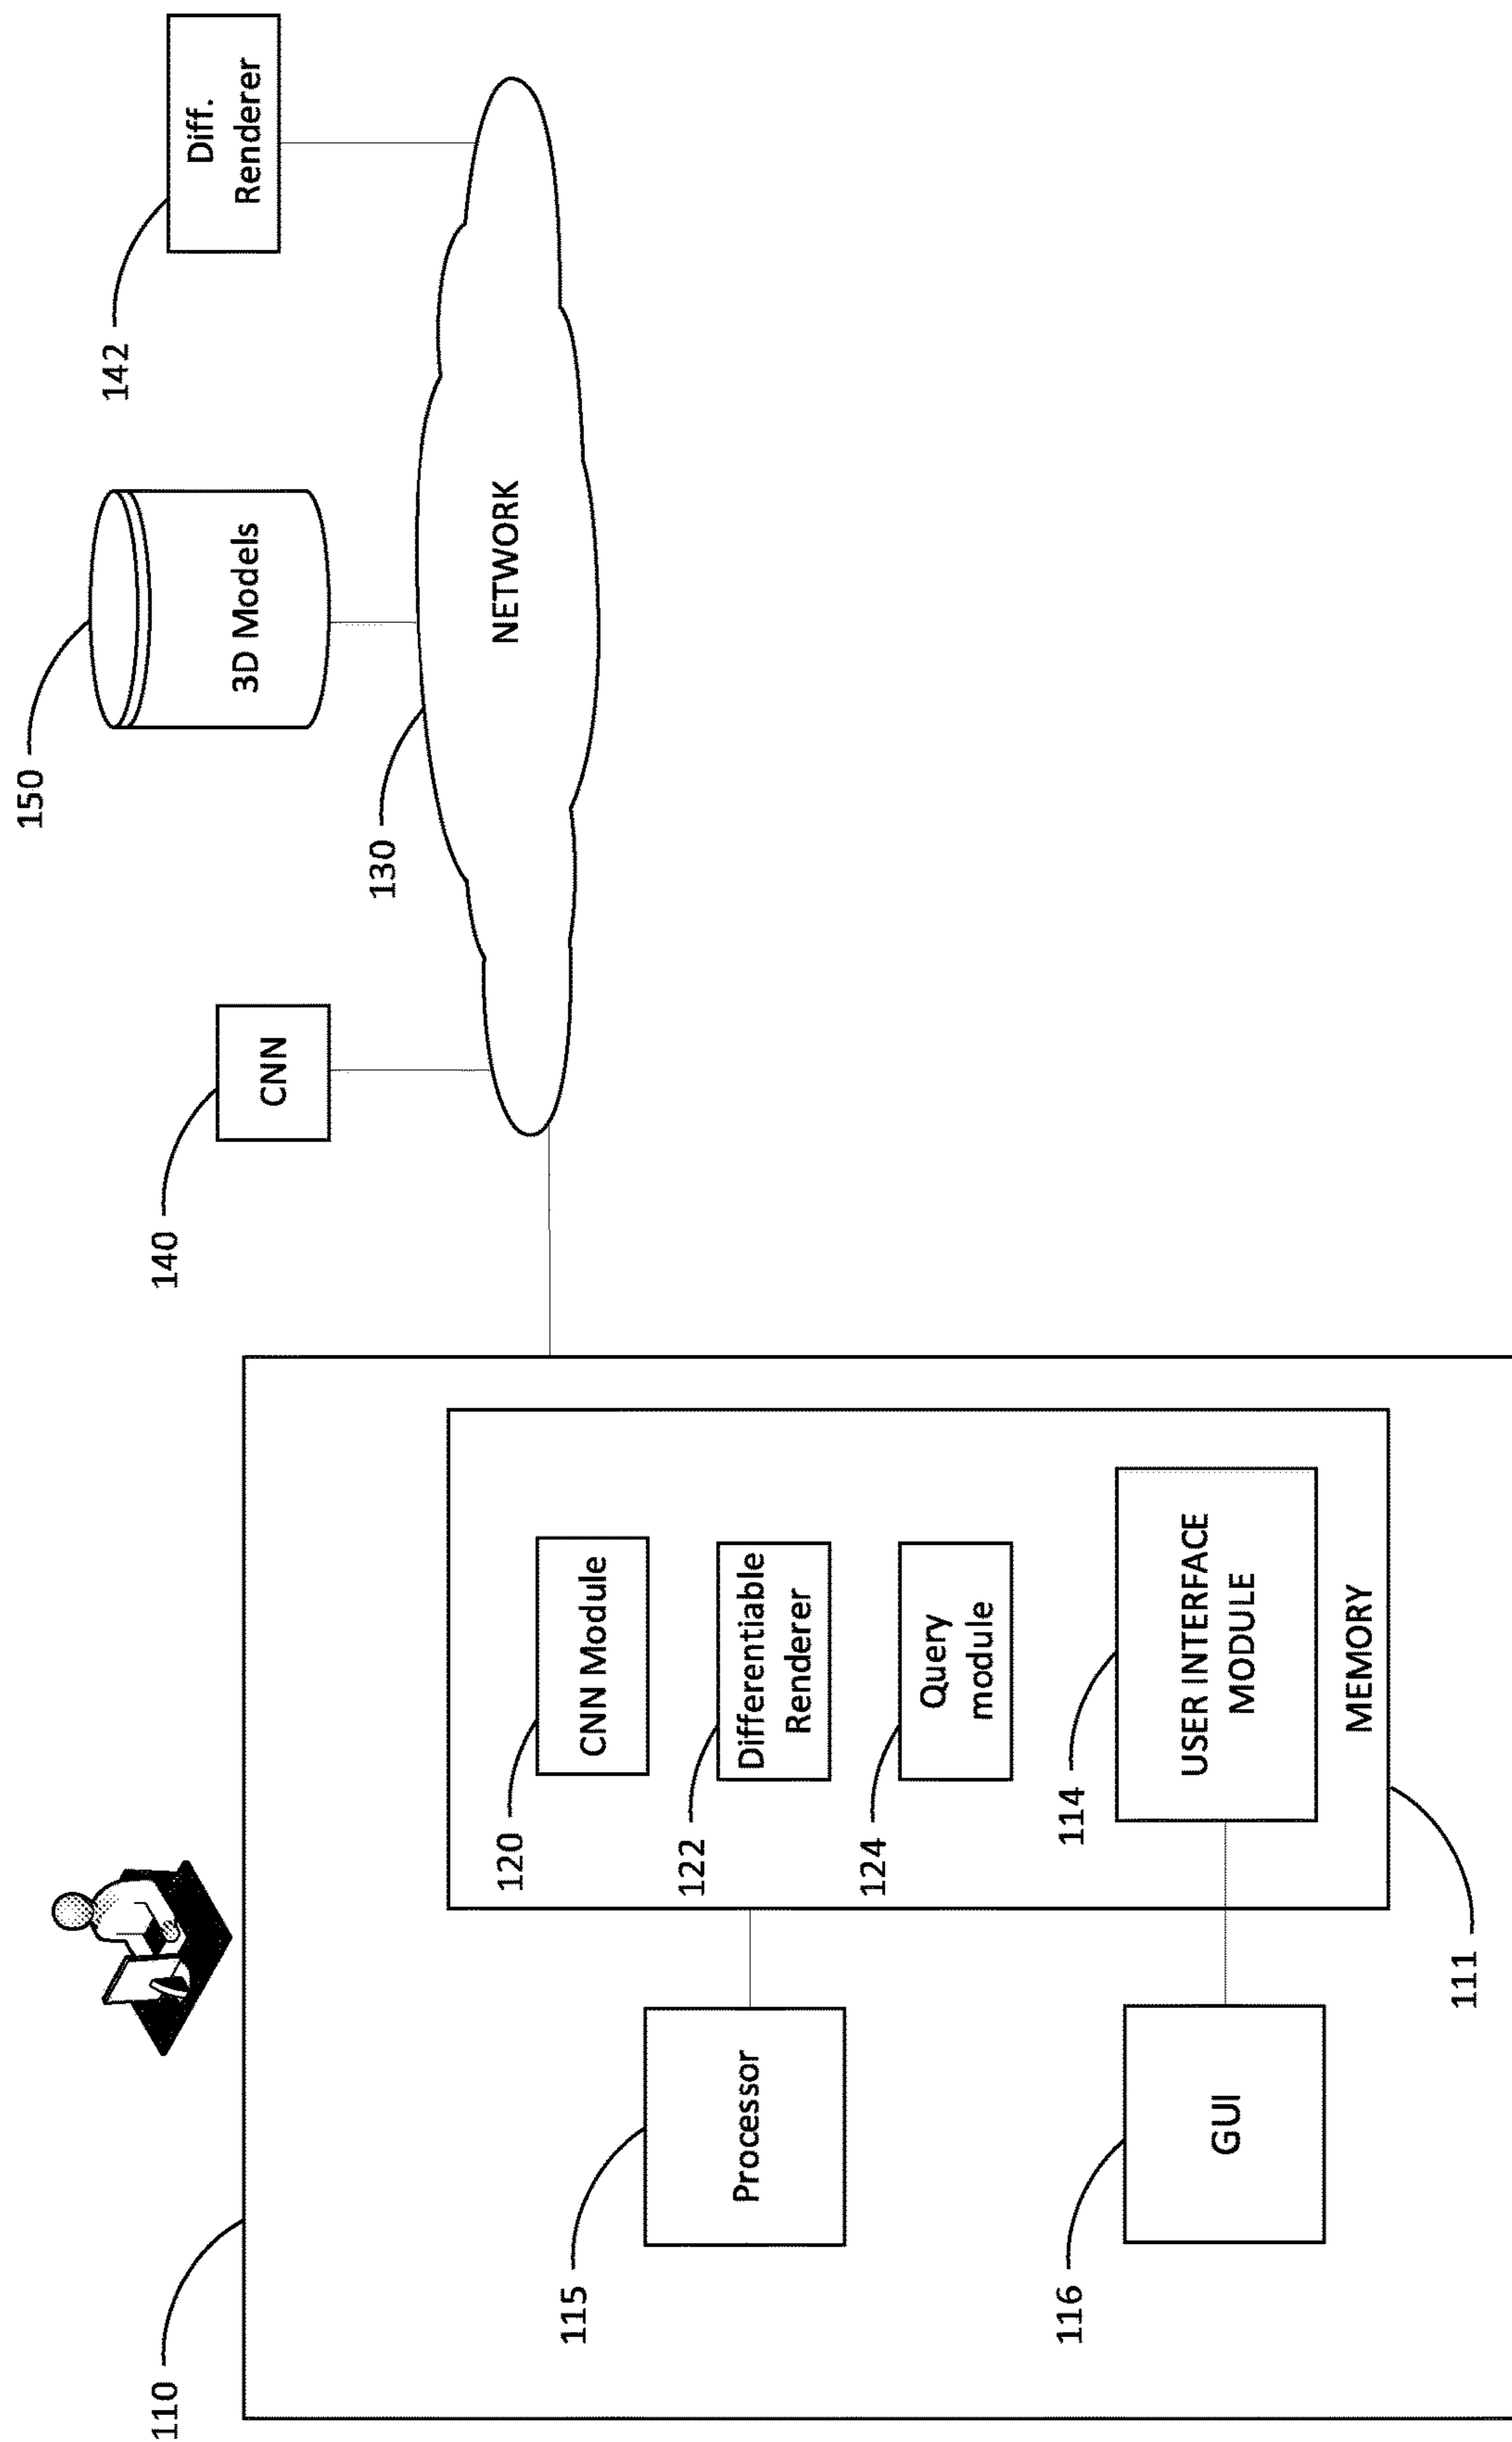 110
115
Processor
116
GUI
120
CNN Module
122
Differentiable
Renderer
124
Query
module
114
USER INTERFACE
MODULE
MEMORY
111
140
CNN
150
3D Models
130
NETWORK
142
Diff.
Renderer